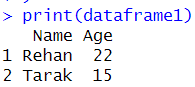 > print(dataframe1)
Name Age
1 Rehan 22
2 Tarak 15